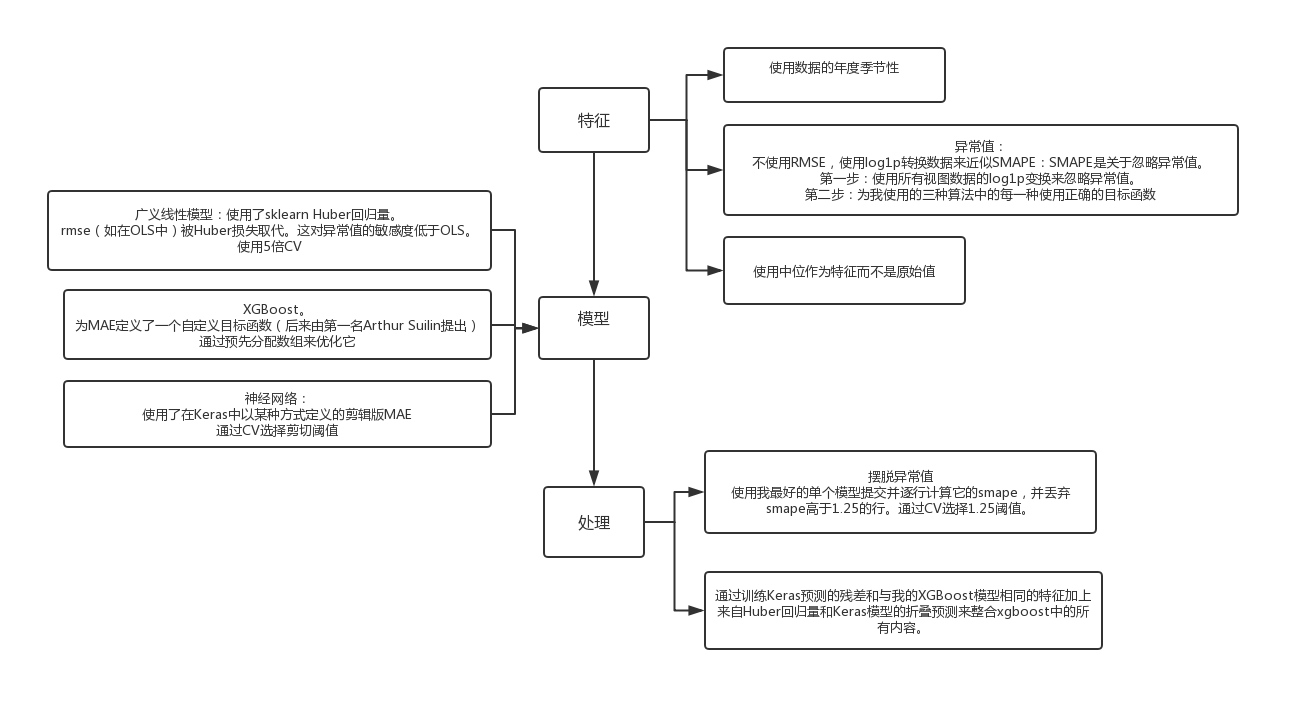 特征
使用数据的年度季节性
异常值：
不使用RMSE，使用log1p转换数据来近似SMAPE：SMAPE是关于忽略异常值。
第一步：使用所有视图数据的log1p变换来忽略异常值。
第二步：为我使用的三种算法中的每一种使用正确的目标函数
使用中位作为特征而不是原始值
广义线性模型：使用了sklearn Huber回归量。
rmse（如在OLS中）被Huber损失取代。这对异常值的敏感度低于OLS。
使用5倍CV
XGBoost。
为MAE定义了一个自定义目标函数（后来由第一名Arthur Suilin提出）
通过预先分配数组来优化它
神经网络：
使用了在Keras中以某种方式定义的剪辑版MAE
通过CV选择剪切阈值
模型
处理
摆脱异常值
使用我最好的单个模型提交并逐行计算它的smape，并丢弃
smape高于1.25的行。通过CV选择1.25阈值。
通过训练Keras预测的残差和与我的XGBoost模型相同的特征加上
来自Huber回归量和Keras模型的折叠预测来整合xgboost中的所
有内容。